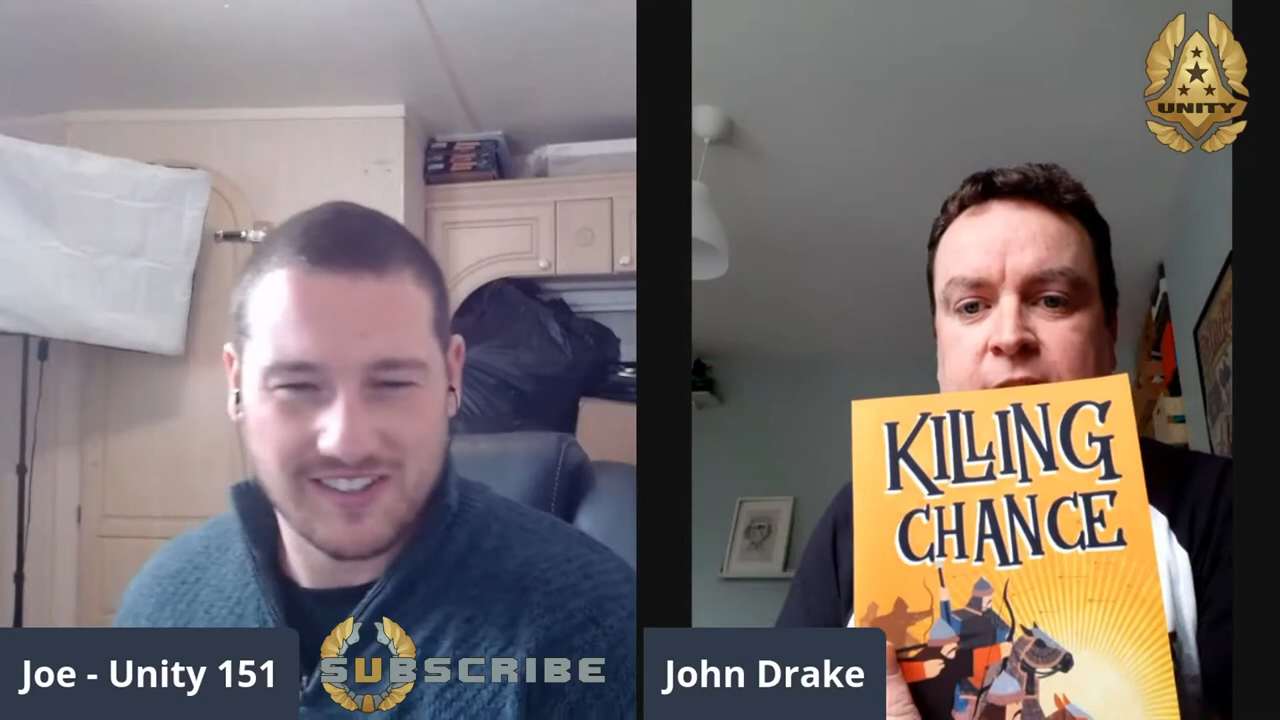 UNITY
KILLING
CHANCE
Joe - Unity 151
SUBSCRIBE
John Drake